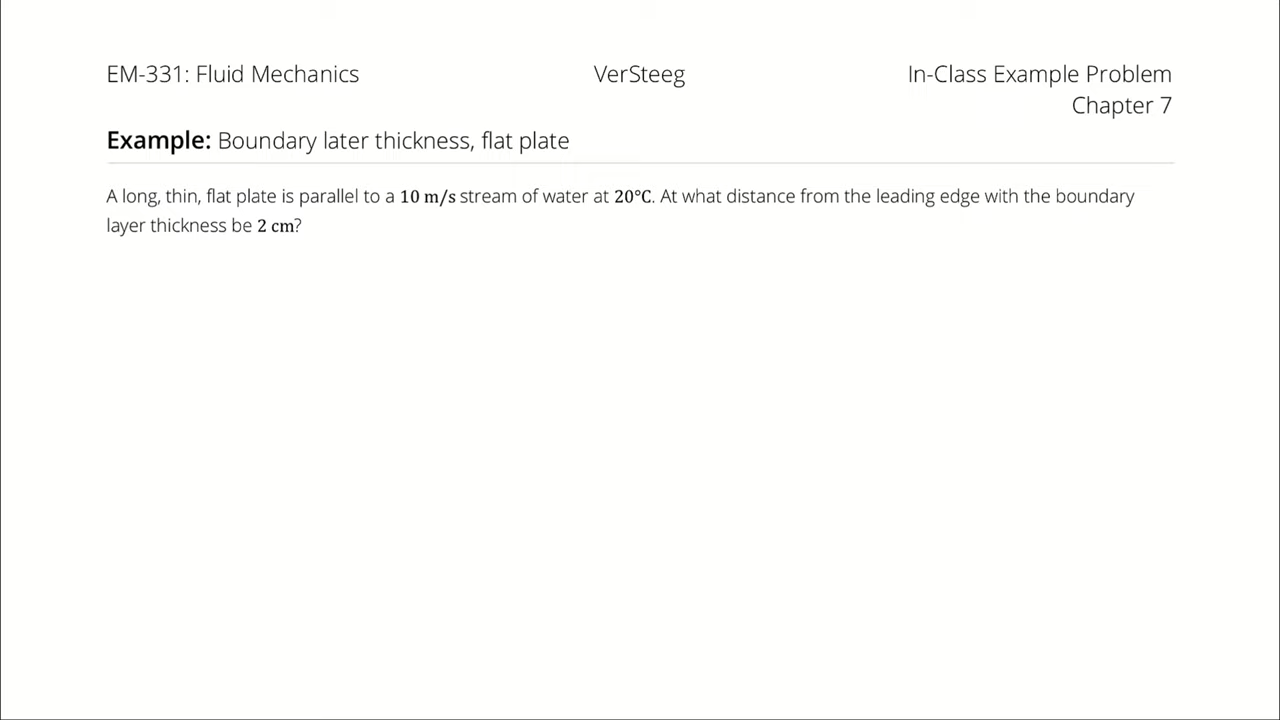 EM-331: Fluid Mechanics VerSteeg In-Class Example Problem
Chapter 7
Example: Boundary later thickness, flat plate
A long, thin, flat plate is parallel to a 10 m/s stream of water at 20°C. At what distance from the leading edge with the boundary
layer thickness be 2 cm?